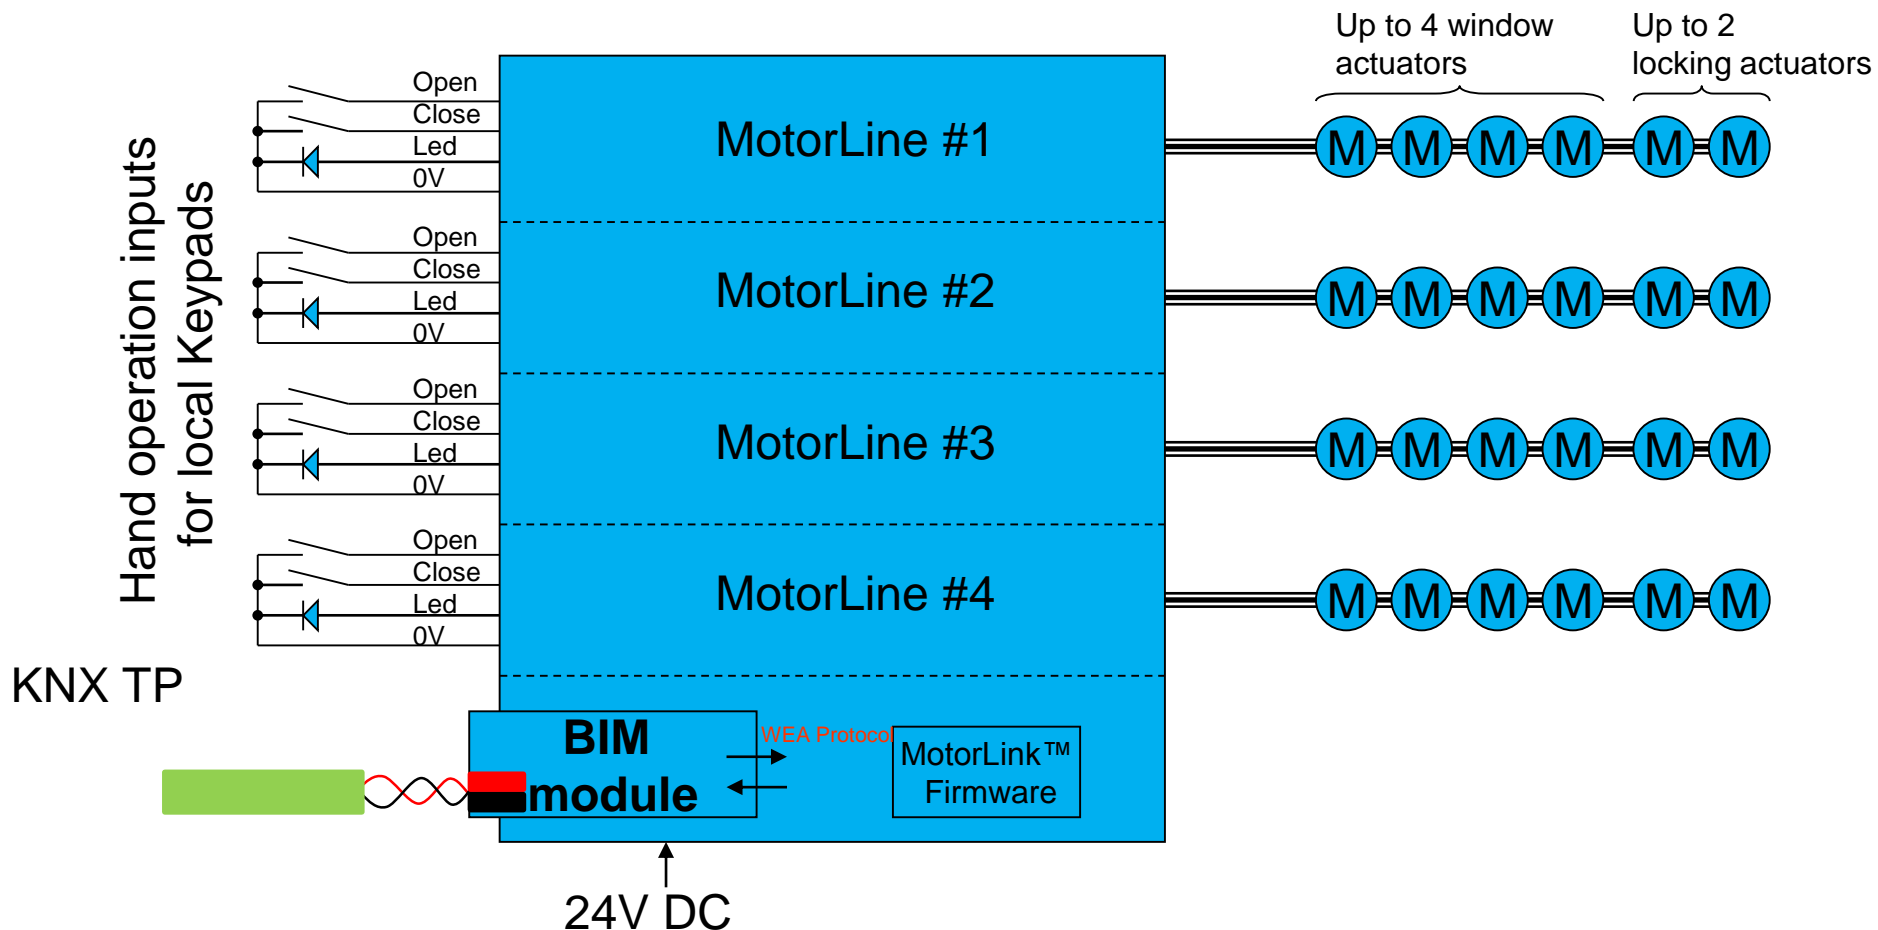 Up to 4 window
actuators
Up to 2
locking actuators
Hand operation inputs
for local Keypads
Open
Close
Led
0V
MotorLine #1
M M M M M M
Open
Close
Led
0V
MotorLine #2
M M M M M M
Open
Close
Led
0V
MotorLine #3
M M M M M M
Open
Close
Led
0V
MotorLine #4
M M M M M M
KNX TP
BIM
module
WEA Protocol
MotorLink™
Firmware
24V DC